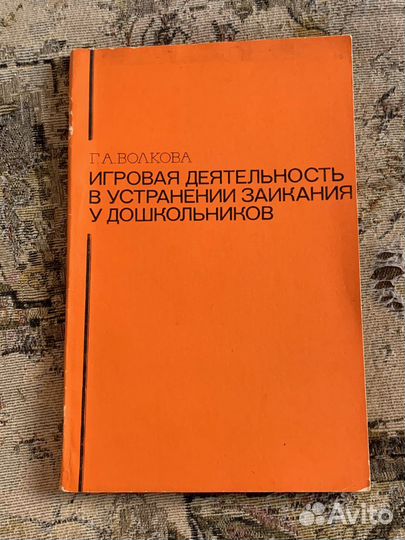 Г.А.ВОЛКОВА
ИГРОВАЯ ДЕЯТЕЛЬНОСТЬ
В УСТРАНЕНИИ ЗАИКАНИЯ
У ДОШКОЛЬНИКОВ
Avito